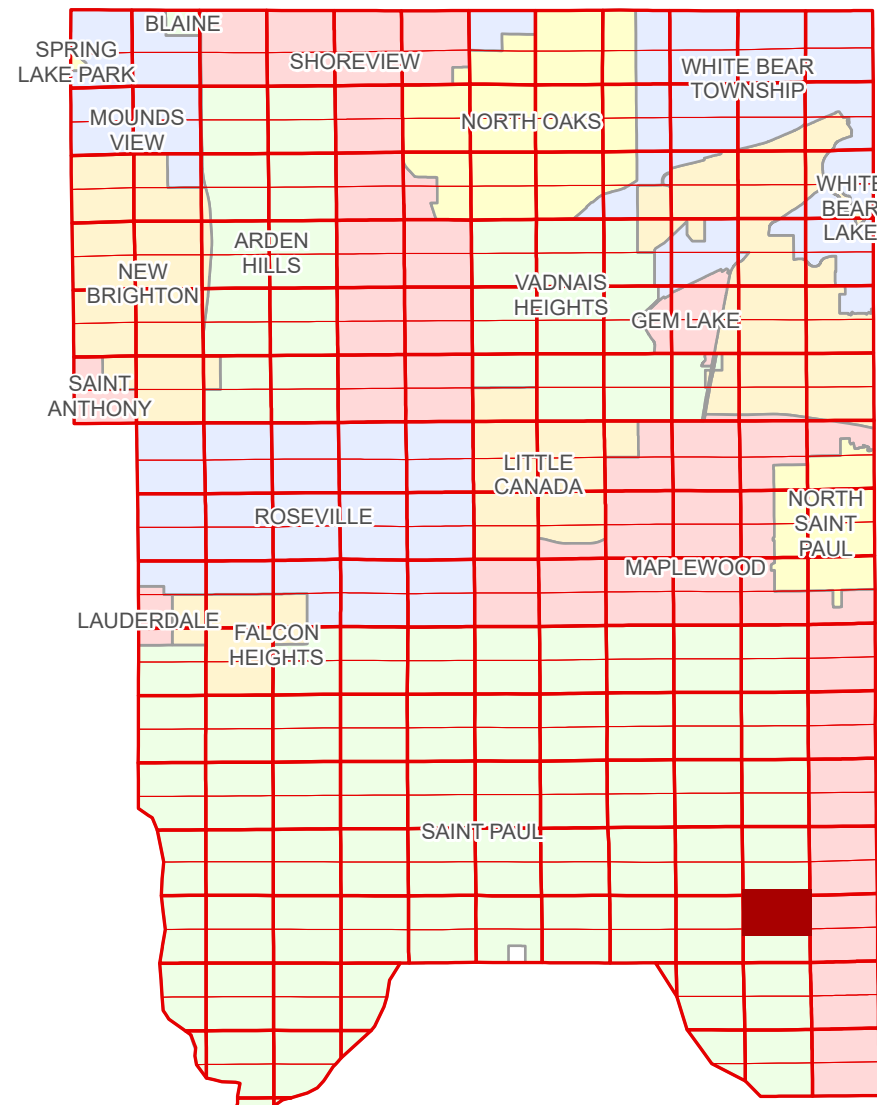 BLAINE
SPRING
LAKE PARK
SHOREVIEW
WHITE BEAR
TOWNSHIP
MOUNDS
VIEW
NORTH OAKS
WHITE
BEAR
LAKE
ARDEN
HILLS
NEW
BRIGHTON
VADNAIS
HEIGHTS
GEM LAKE
SAINT
ANTHONY
LITTLE
CANADA
NORTH
SAINT
PAUL
ROSEVILLE
MAPLEWOOD
LAUDERDALE
FALCON
HEIGHTS
SAINT PAUL